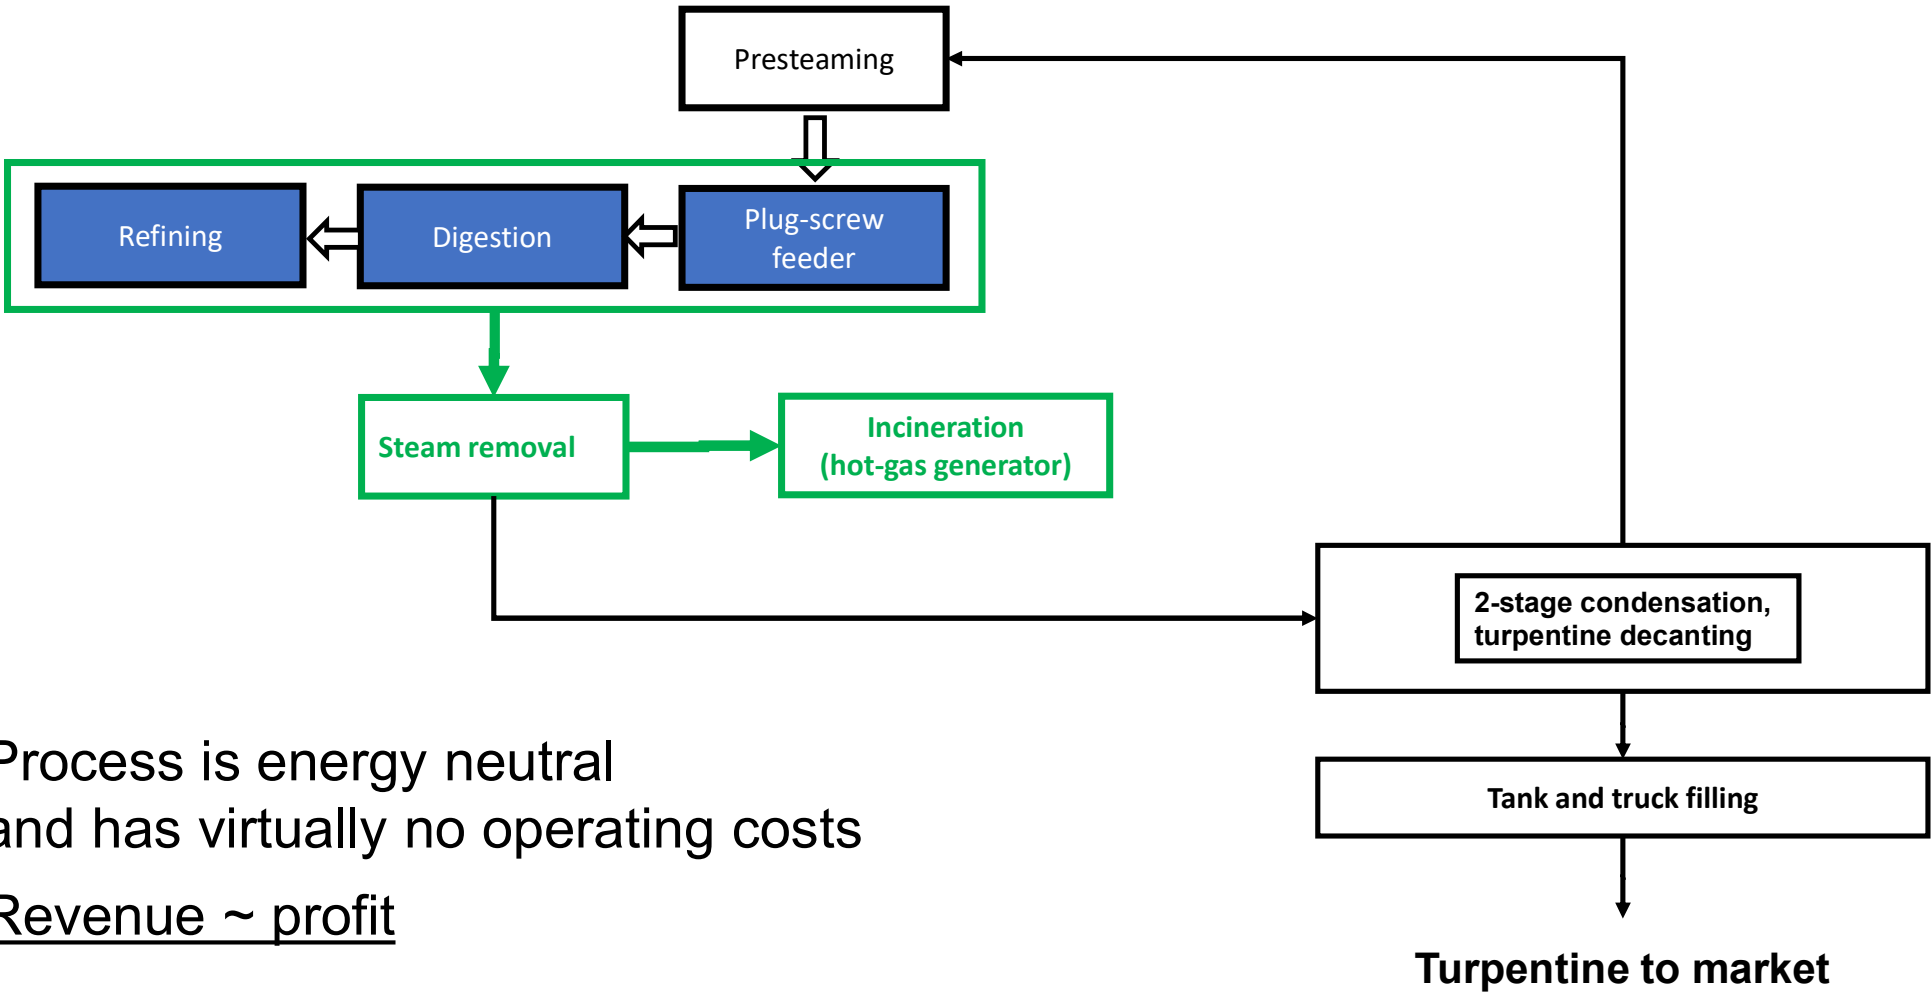 Presteaming
Refining
Digestion
Plug-screw
feeder
Steam removal
Incineration
(hot-gas generator)
2-stage condensation,
turpentine decanting
Process is energy neutral
and has virtually no operating costs
Revenue ~ profit
Tank and truck filling
Turpentine to market